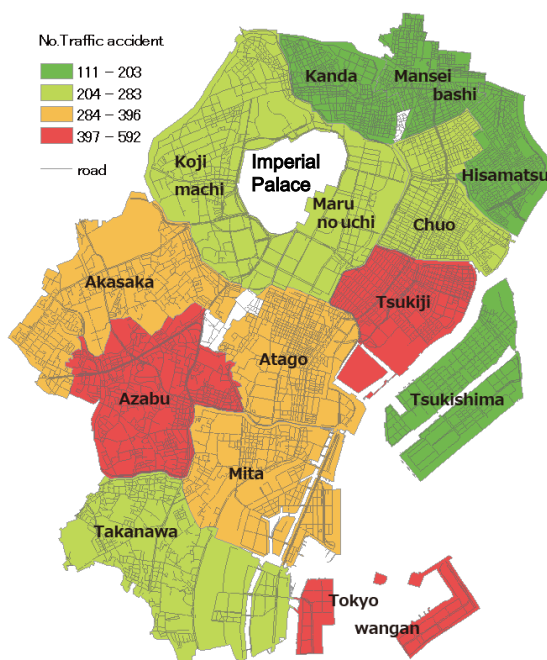 No.Traffic accident
111 − 203
204 − 283
284 − 396
397 − 592
road
Kanda
Mansei
bashi
Koji
machi
Imperial
Palace
Hisamatsu
Maru
no uchi
Chuo
Akasaka
Tsukiji
Atago
Azabu
Tsukishima
Mita
Takanawa
Tokyo
wangan